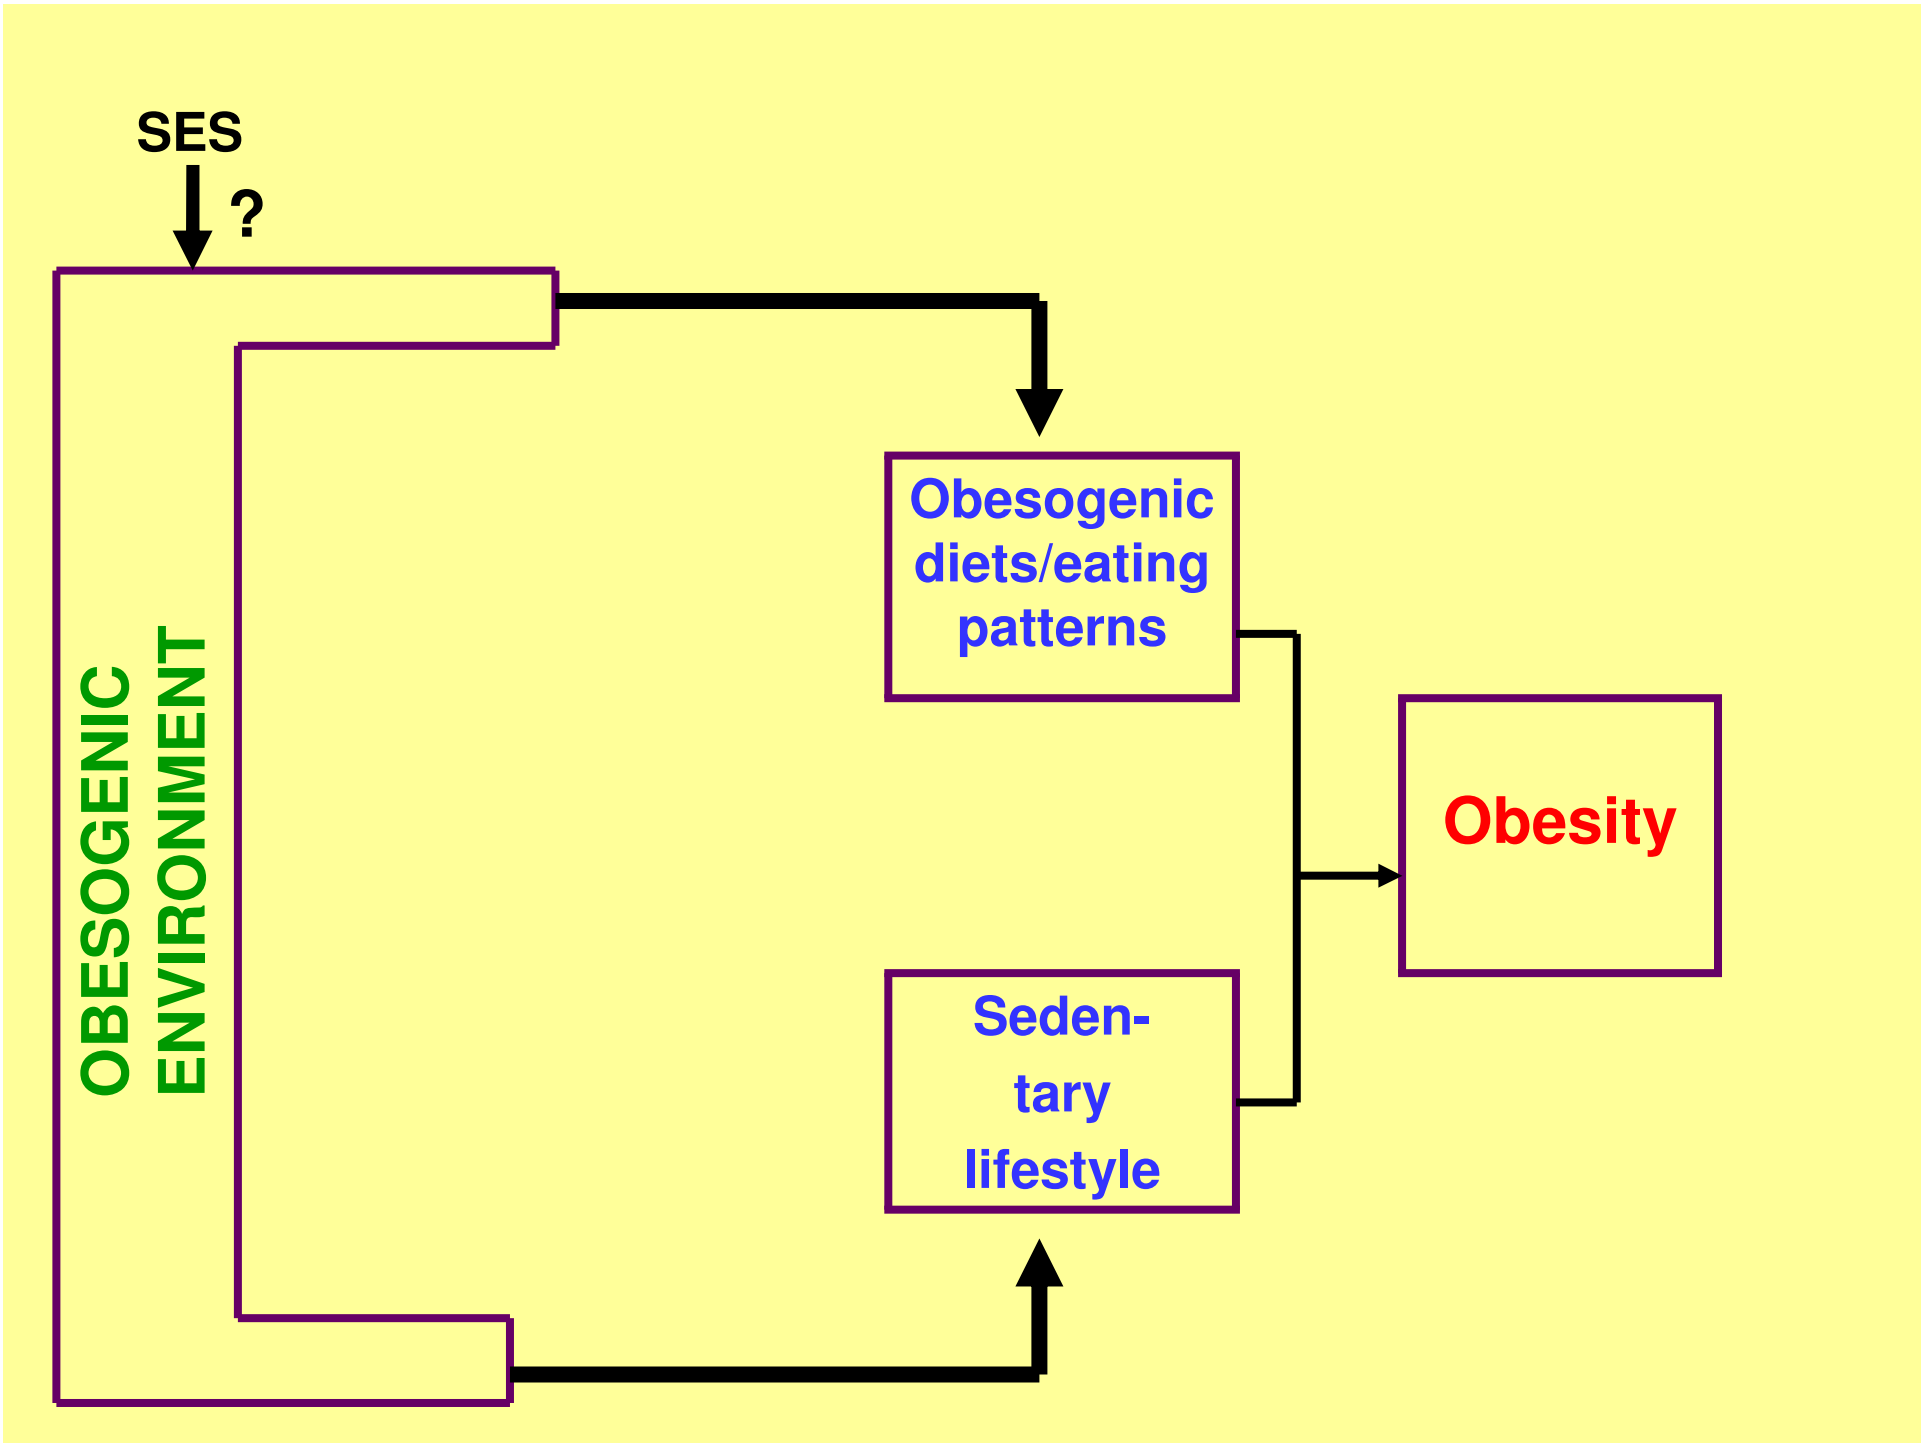 SES
?
OBESOGENIC
ENVIRONMENT
Obesogenic
diets/eating
patterns
Seden-
tary
lifestyle
Obesity